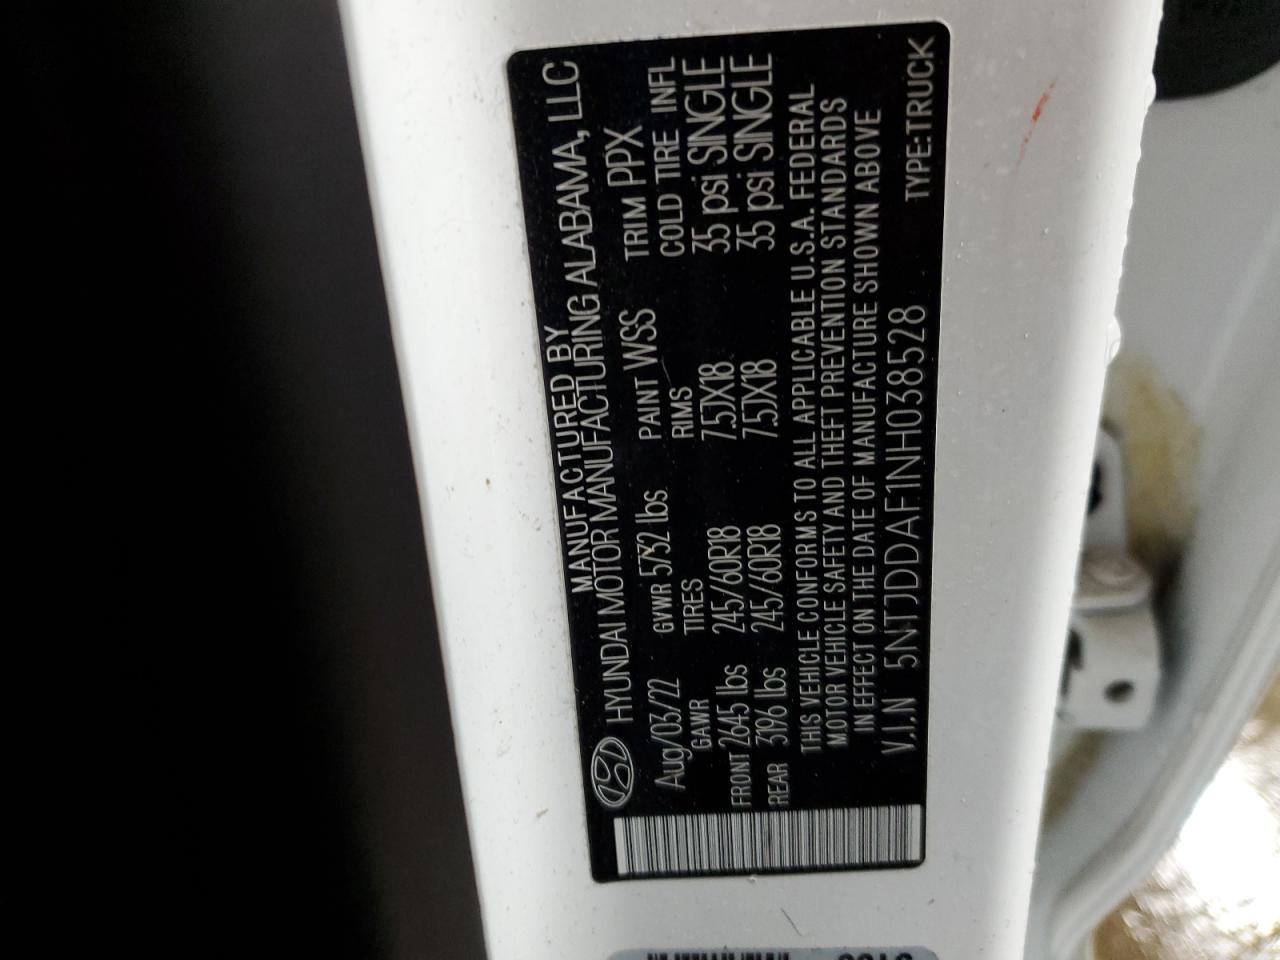 MANUFACTURED BY
HYUNDAI MOTOR MANUFACTURING ALABAMA, LLC
Aug/03/22 GVWR 5732 lbs. PAINT WSS TRIM PPX
GAWR TIRES RIMS COLD TIRE INFL
FRONT 2645 lbs 245/60R18 7.5JX18 35 psi SINGLE
REAR 3196 lbs 245/60R18 7.5JX18 35 psi SINGLE
THIS VEHICLE CONFORMS TO ALL APPLICABLE U.S.A. FEDERAL
MOTOR VEHICLE SAFETY AND THEFT PREVENTION STANDARDS
IN EFFECT ON THE DATE OF MANUFACTURE SHOWN ABOVE
V.I.N 5NTJDDAF1NH038528 TYPE:TRUCK